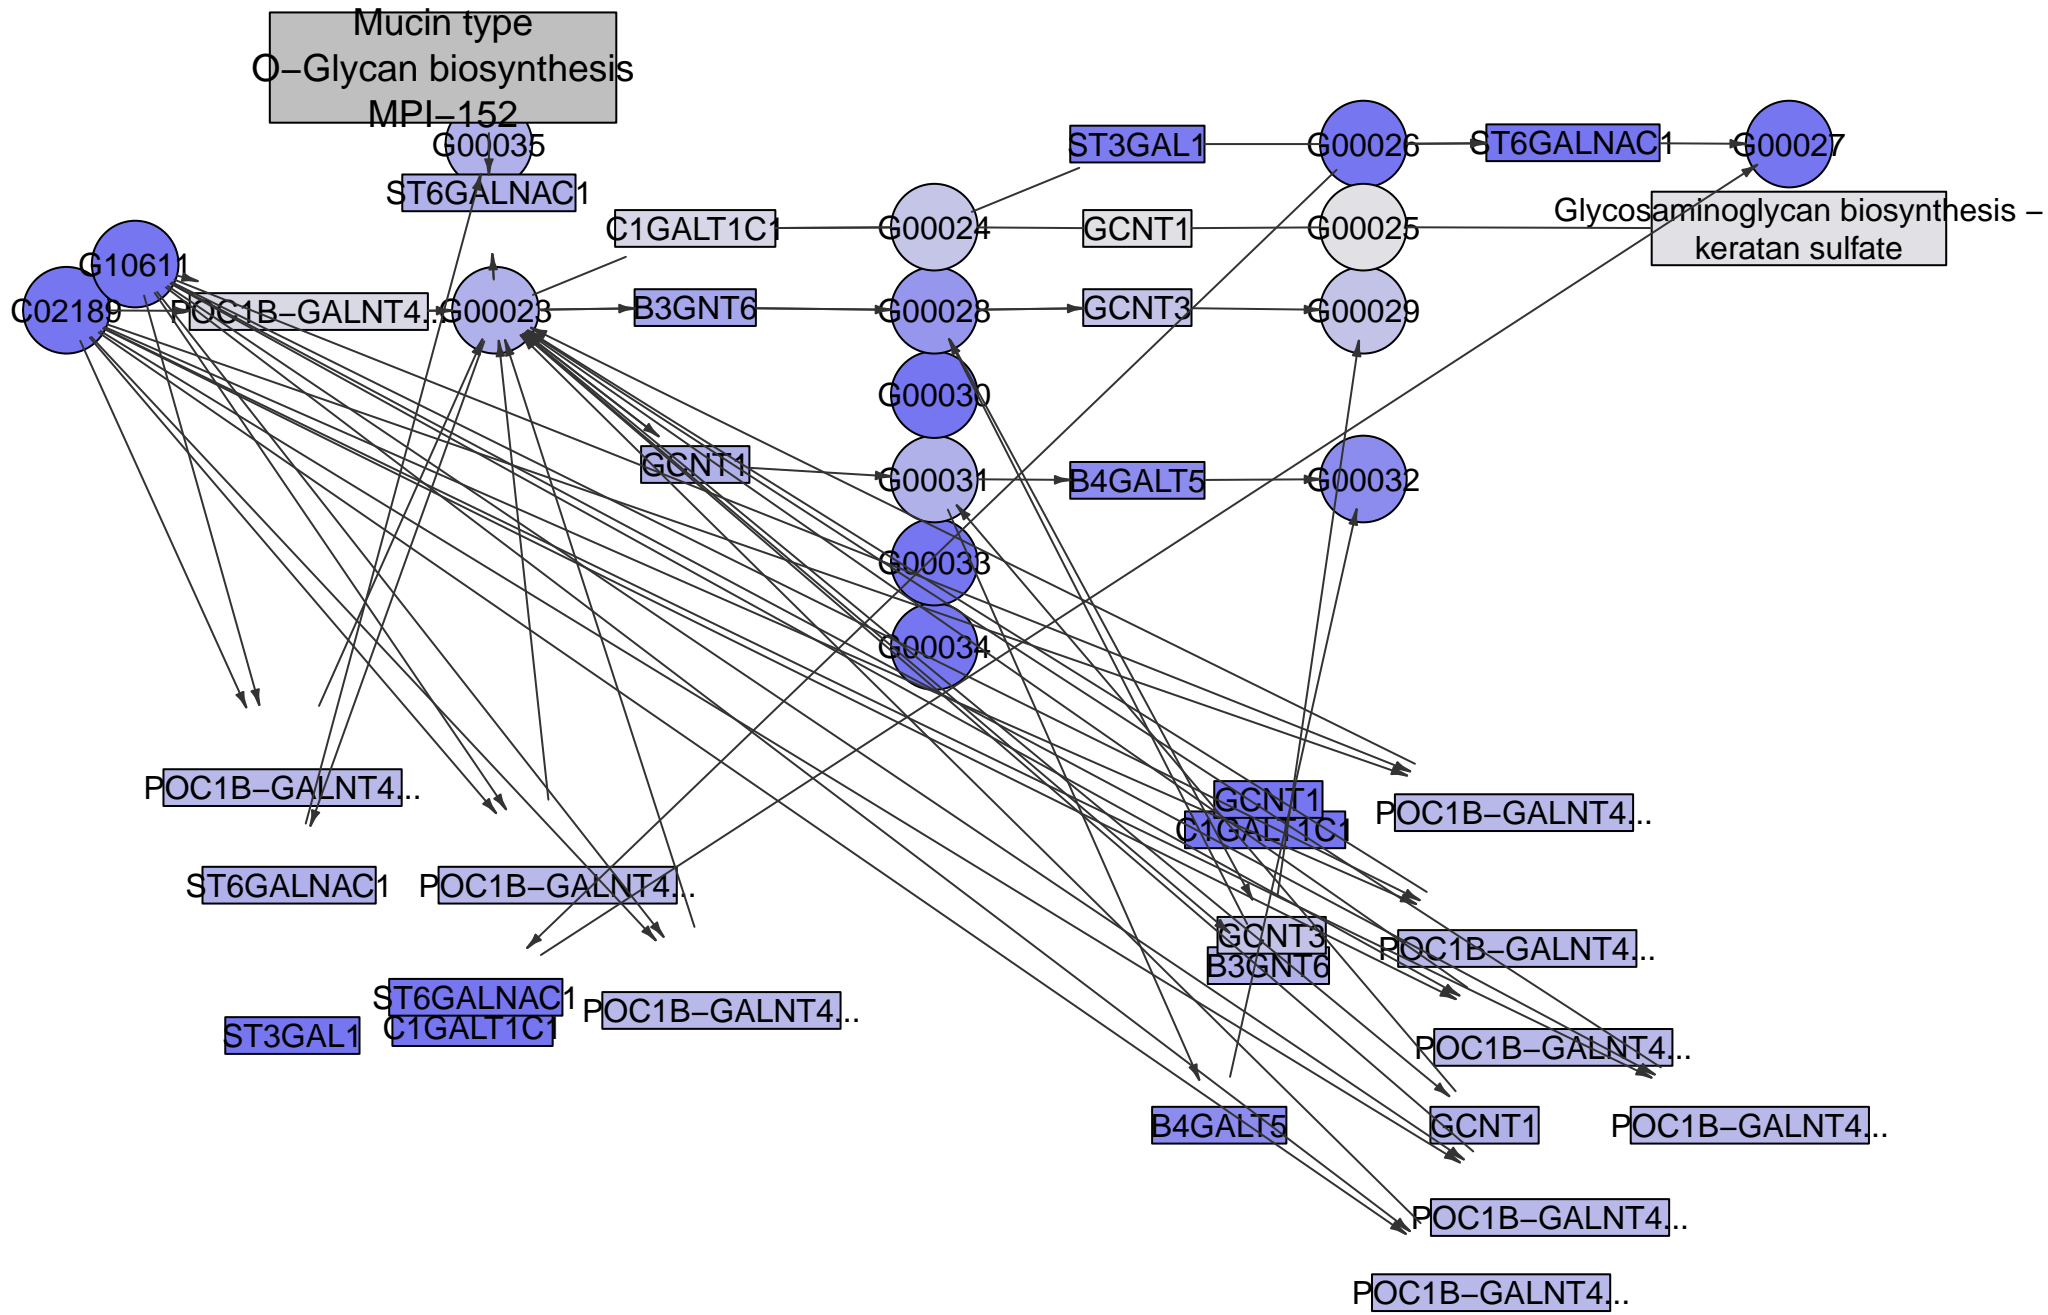 Mucin type
O−Glycan biosynthesis
MPI−152
G00035
ST3GAL1
G00026
ST6GALNAC1
G00027
ST6GALNAC1
C1GALT1C1
G00024
GCNT1
G00025
Glycosaminoglycan biosynthesis −
keratan sulfate
G10611
C02189
POC1B−GALNT4...
G00023
B3GNT6
G00028
GCNT3
G00029
G00030
GCNT1
G00031
B4GALT5
G00032
G00033
G00034
POC1B−GALNT4...
GCNT1
POC1B−GALNT4...
C1GALT1C1
ST6GALNAC1
POC1B−GALNT4...
GCNT3
POC1B−GALNT4...
B3GNT6
ST6GALNAC1
POC1B−GALNT4...
ST3GAL1
C1GALT1C1
POC1B−GALNT4...
B4GALT5
GCNT1
POC1B−GALNT4...
POC1B−GALNT4...
POC1B−GALNT4...